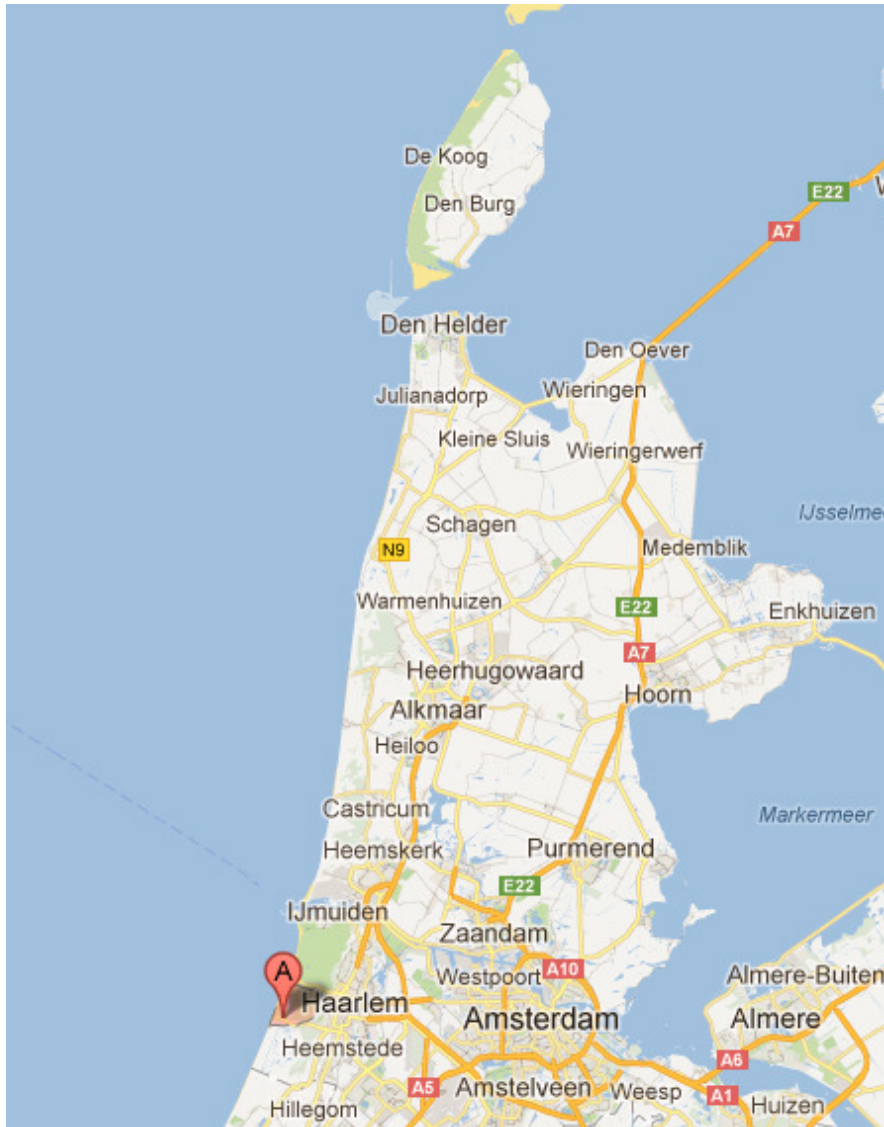 De Koog
E22
W
Den Burg
A7
Den Helder
Den Oever
Julianadorp
Wieringen
Kleine Sluis
Wieringerwerf
IJsselme
Schagen
N9
Medemblik
Warmenhuizen
E22
Enkhuizen
A7
Heerhugowaard
Hoorn
Alkmaar
Heiloo
Castricum
Markermeer
Heemskerk
Purmerend
E22
IJmuiden
Zaandam
A
Westpoort
A10
Almere-Buiten
Haarlem
Amsterdam
Almere
Heemstede
A6
A5
Amstelveen
Weesp
A1
Hillegom
Huizen